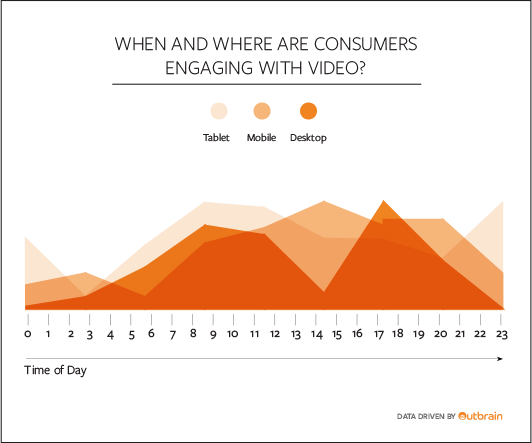 WHEN AND WHERE ARE CONSUMERS
ENGAGING WITH VIDEO?
Tablet Mobile Desktop
0 1 2 3 4 5 6 7 8 9 10 11 12 13 14 15 16 17 18 19 20 21 22 23
Time of Day
DATA DRIVEN BY Outbrain